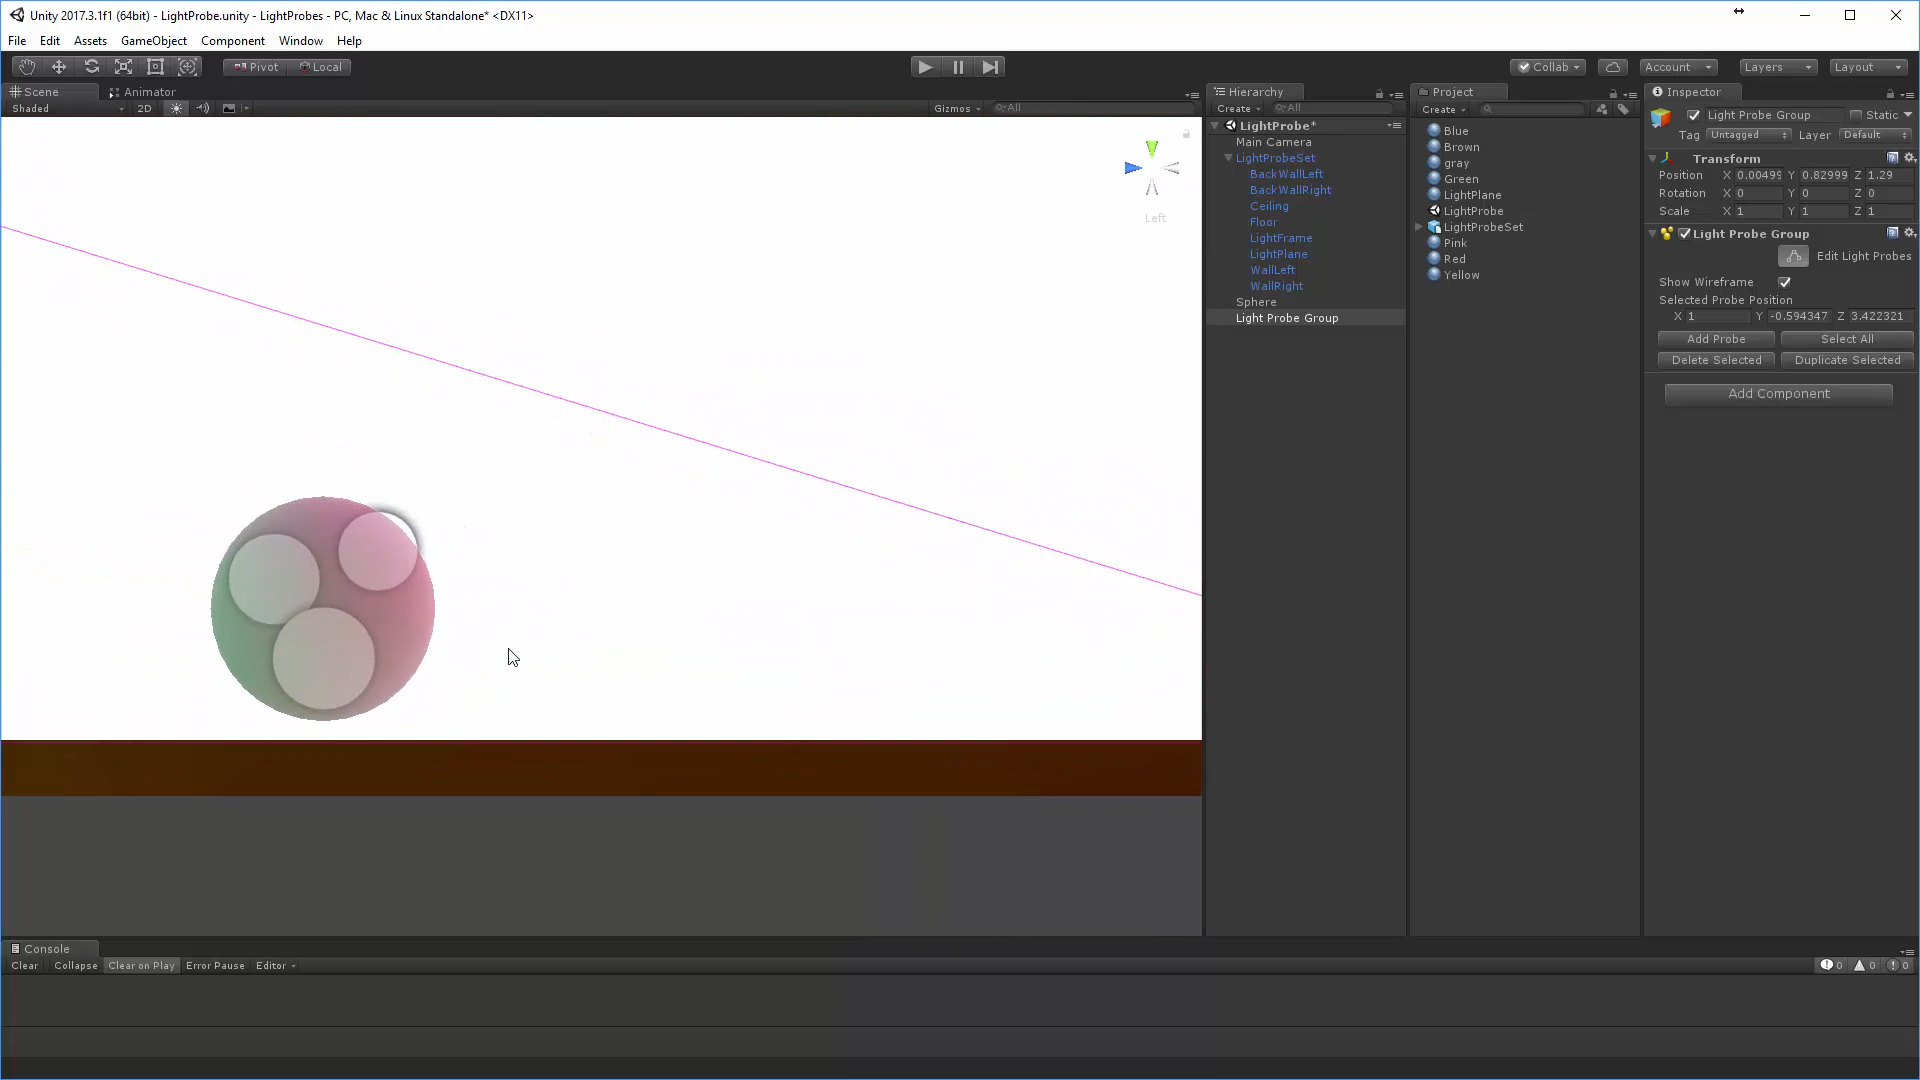 Unity 2017.3.1f1 (64bit) - LightProbe.unity - LightProbes - PC, Mac & Linux Standalone* <DX11>
File Edit Assets GameObject Component Window Help
Pivot Local
Collab Account Layers Layout
Scene Animator
Shaded 2D Gizmos All
Left
Hierarchy
Create All
LightProbe*
Main Camera
LightProbeSet
BackWallLeft
BackWallRight
Ceiling
Floor
LightFrame
LightPlane
WallLeft
WallRight
Sphere
Light Probe Group
Project
Create
Blue
Brown
gray
Green
LightPlane
LightProbe
LightProbeSet
Pink
Red
Yellow
Inspector
Light Probe Group Static
Tag Untagged Layer Default
Transform
Position X 0.00499 Y 0.82999 Z 1.29
Rotation X 0 Y 0 Z 0
Scale X 1 Y 1 Z 1
Light Probe Group
Edit Light Probes
Show Wireframe
Selected Probe Position
X 1 Y -0.594347 Z 3.422321
Add Probe Select All
Delete Selected Duplicate Selected
Add Component
Console
Clear Collapse Clear on Play Error Pause Editor 0 0 0